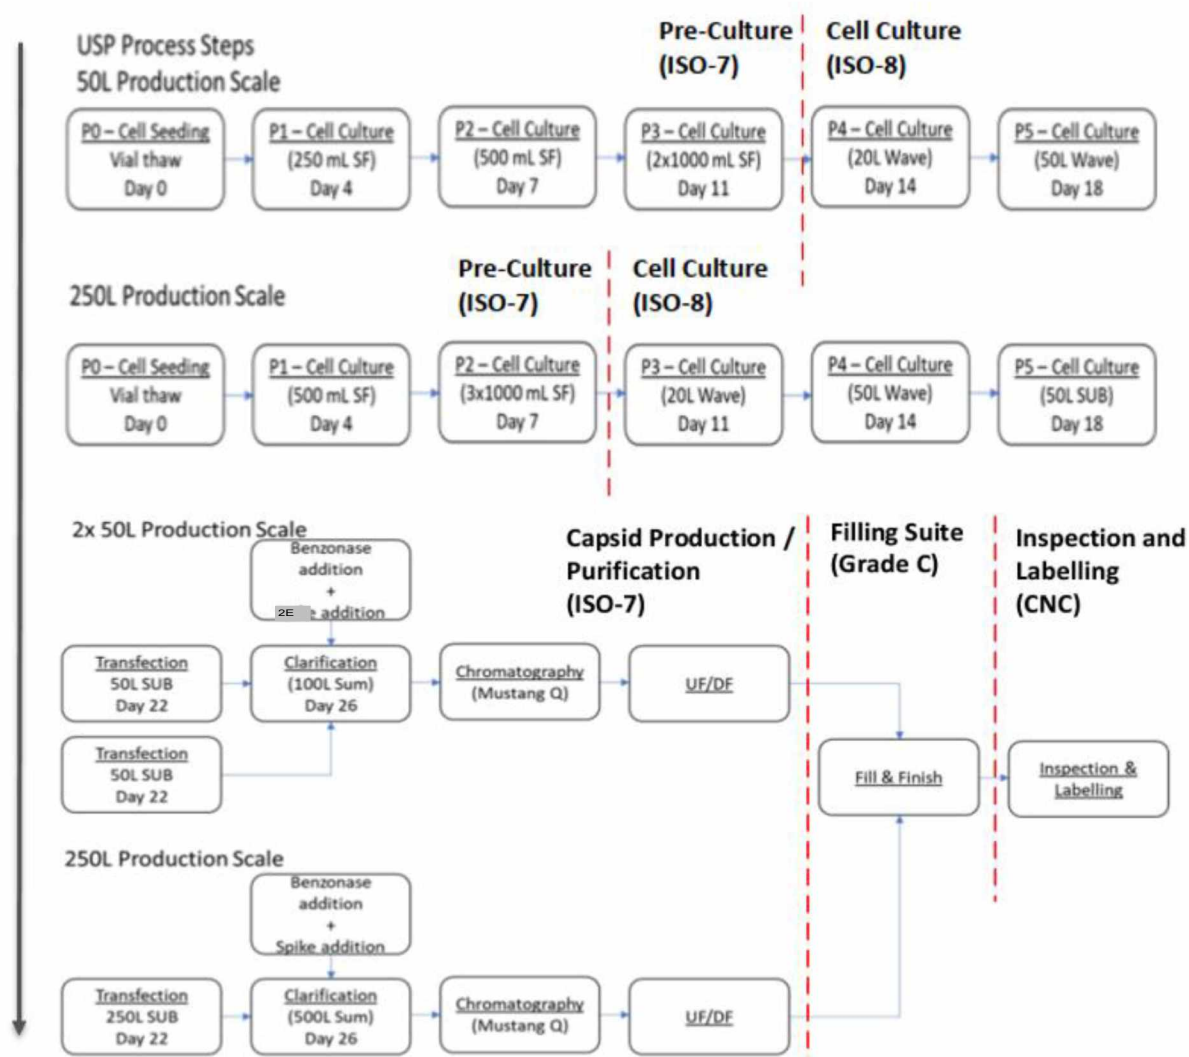 USP Process Steps
50L Production Scale
Pre-Culture
(ISO-7)
Cell Culture
(ISO-8)
P0 – Cell Seeding
Vial thaw
Day 0
P1 – Cell Culture
(250 mL SF)
Day 4
P2 – Cell Culture
(500 mL SF)
Day 7
P3 – Cell Culture
(2x1000 mL SF)
Day 11
P4 – Cell Culture
(20L Wave)
Day 14
P5 – Cell Culture
(50L Wave)
Day 18
250L Production Scale
Pre-Culture
(ISO-7)
Cell Culture
(ISO-8)
P0 – Cell Seeding
Vial thaw
Day 0
P1 – Cell Culture
(500 mL SF)
Day 4
P2 – Cell Culture
(3x1000 mL SF)
Day 7
P3 – Cell Culture
(20L Wave)
Day 11
P4 – Cell Culture
(50L Wave)
Day 14
P5 – Cell Culture
(50L SUB)
Day 18
2x 50L Production Scale
Capsid Production /
Purification
(ISO-7)
Filling Suite
(Grade C)
Inspection and
Labelling
(CNC)
Benzonase
addition
+
2E addition
Transfection
50L SUB
Day 22
Clarification
(100L Sum)
Day 26
Chromatography
(Mustang Q)
UF/DF
Transfection
50L SUB
Day 22
Fill & Finish
Inspection &
Labelling
250L Production Scale
Benzonase
addition
+
Spike addition
Transfection
250L SUB
Day 22
Clarification
(500L Sum)
Day 26
Chromatography
(Mustang Q)
UF/DF